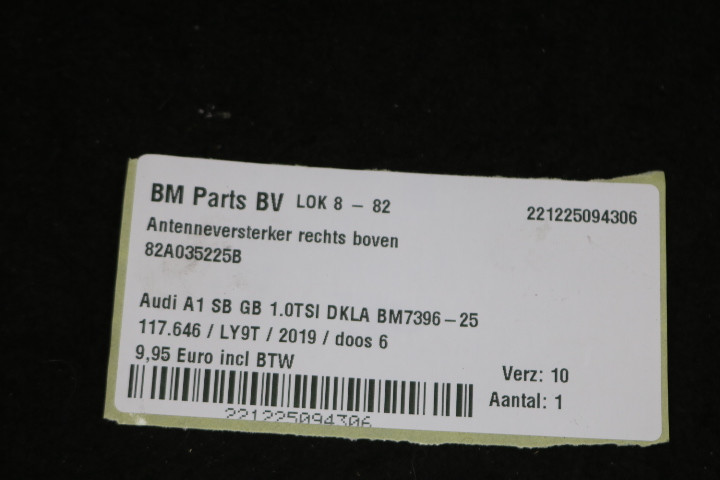 BM Parts BV LOK 8 - 82 221225094306
Antenneversterker rechts boven
82A035225B
Audi A1 SB GB 1.0TSI DKLA BM7396-25
117.646 / LY9T / 2019 / doos 6
9,95 Euro incl BTW
Verz: 10
Aantal: 1
221225094306